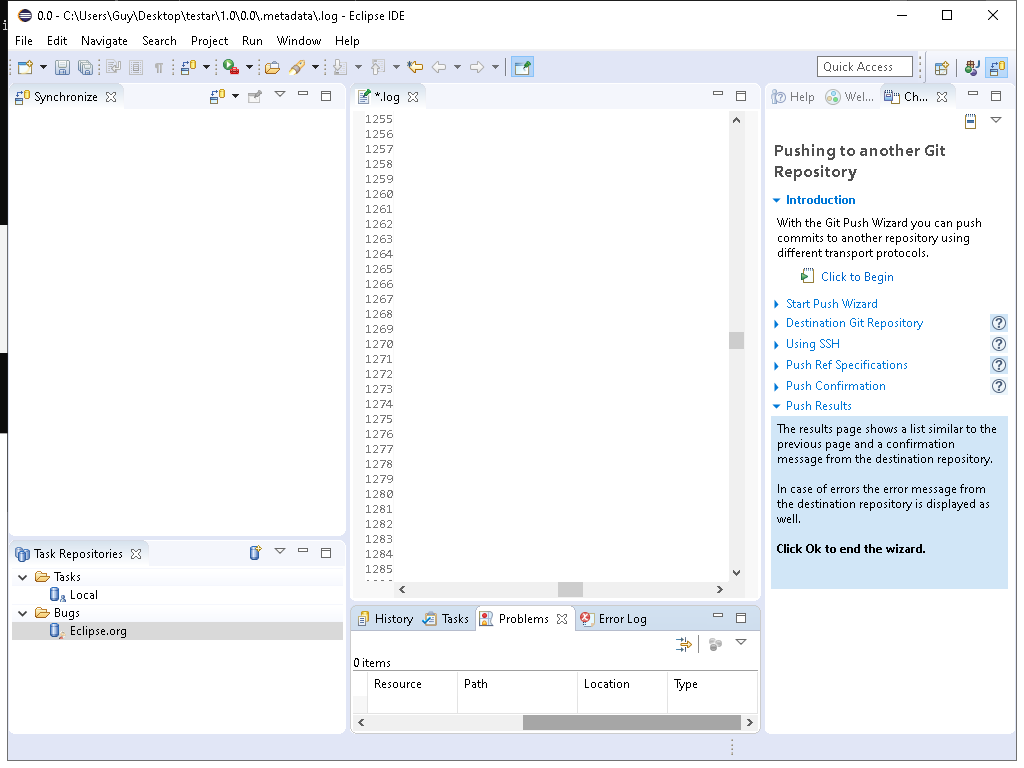 0.0 - C:\Users\Guy\Desktop\testar\1.0\0.0\.metadata\.log - Eclipse IDE
File Edit Navigate Search Project Run Window Help
Quick Access
Synchronize
*.log
Help Wel... Ch...
1255
1256
1257
1258
1259
1260
1261
1262
1263
1264
1265
1266
1267
1268
1269
1270
1271
1272
1273
1274
1275
1276
1277
1278
1279
1280
1281
1282
1283
1284
1285
Pushing to another Git
Repository
Introduction
With the Git Push Wizard you can push
commits to another repository using
different transport protocols.
Click to Begin
Start Push Wizard
Destination Git Repository
Using SSH
Push Ref Specifications
Push Confirmation
Push Results
The results page shows a list similar to the
previous page and a confirmation
message from the destination repository.
In case of errors the error message from
the destination repository is displayed as
well.
Click Ok to end the wizard.
Task Repositories
Tasks
Local
Bugs
Eclipse.org
History Tasks Problems Error Log
0 items
Resource Path Location Type